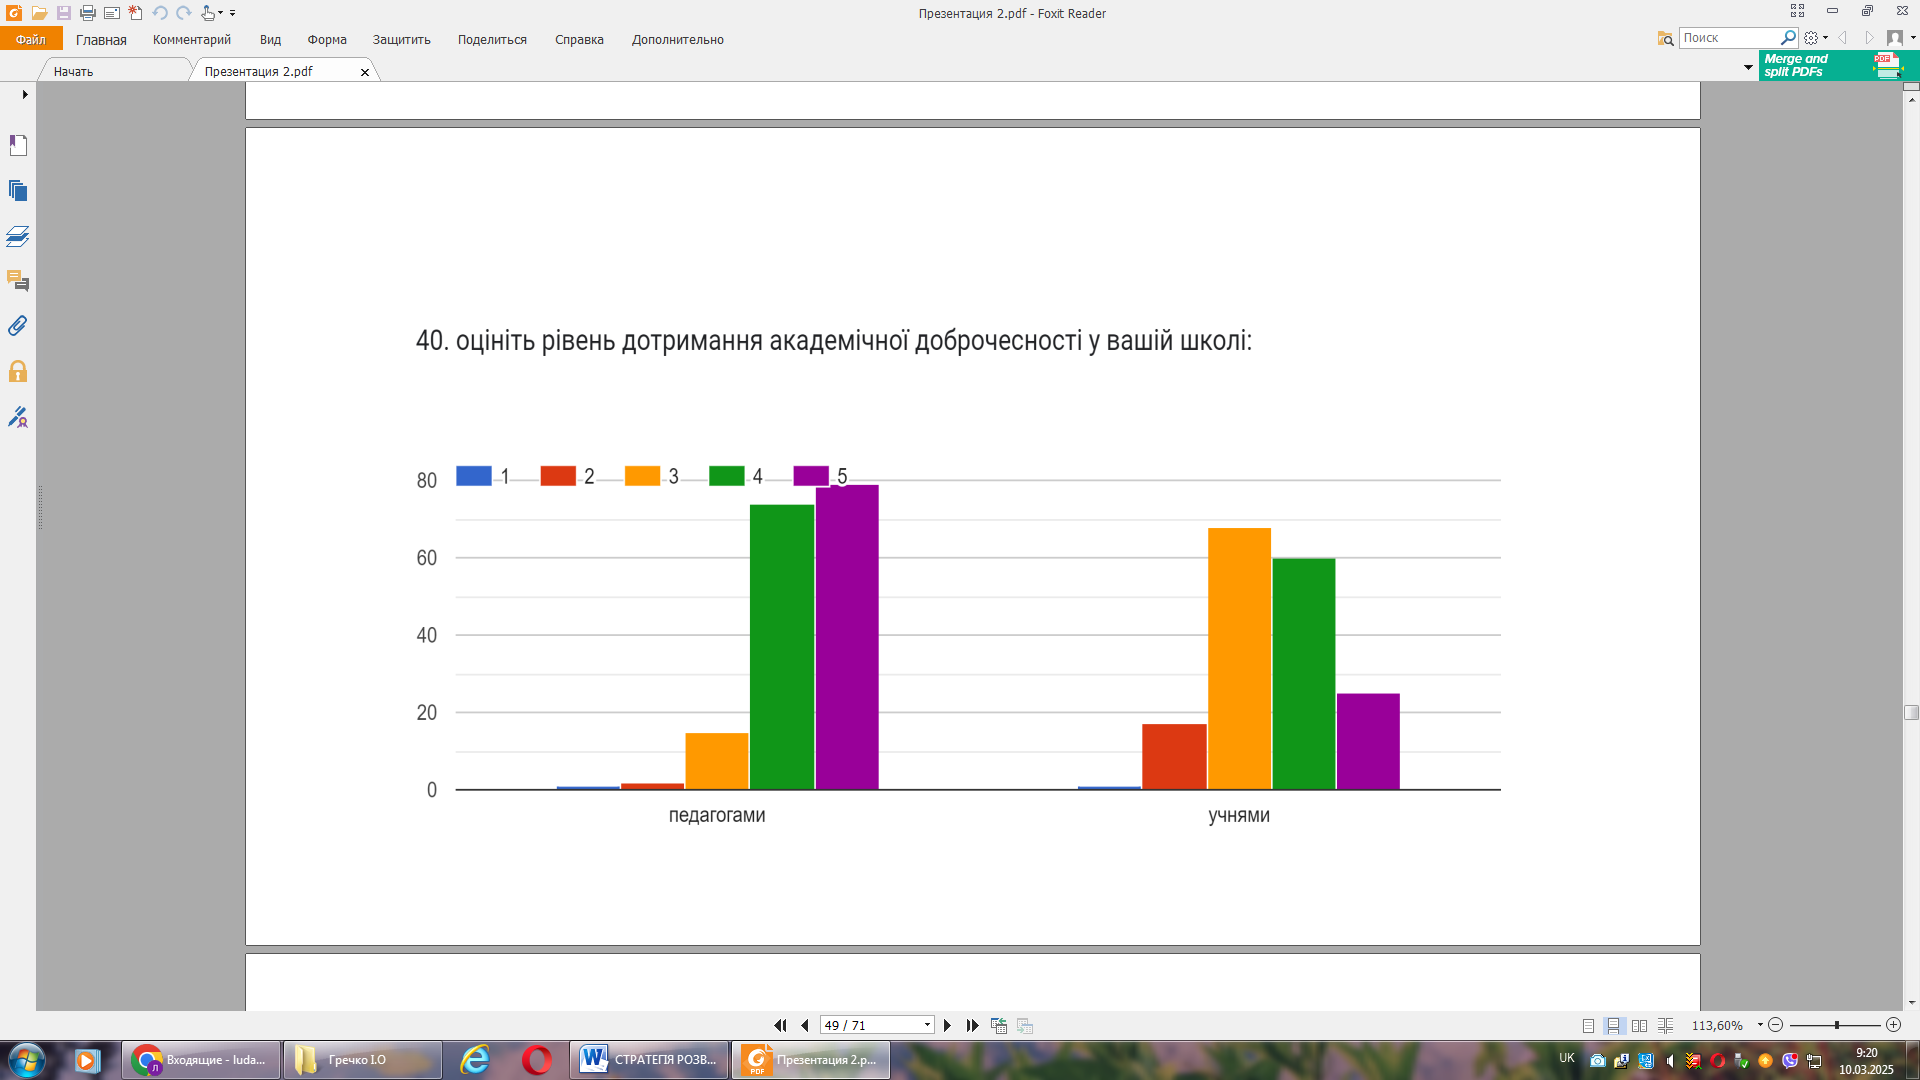 Презентация 2.pdf - Foxit Reader
Файл Главная Комментарий Вид Форма Защитить Поделиться Справка Дополнительно Поиск
Начать Презентация 2.pdf
Merge and
split PDFs
40. оцініть рівень дотримання академічної доброчесності у вашій школі:
80 1 2 3 4 5
60
40
20
0
педагогами учнями
49 / 71 113,60%
Входящие - luda... Гречко І.О СТРАТЕГІЯ РОЗВ... Презентация 2.p... UK
9:20
10.03.2025